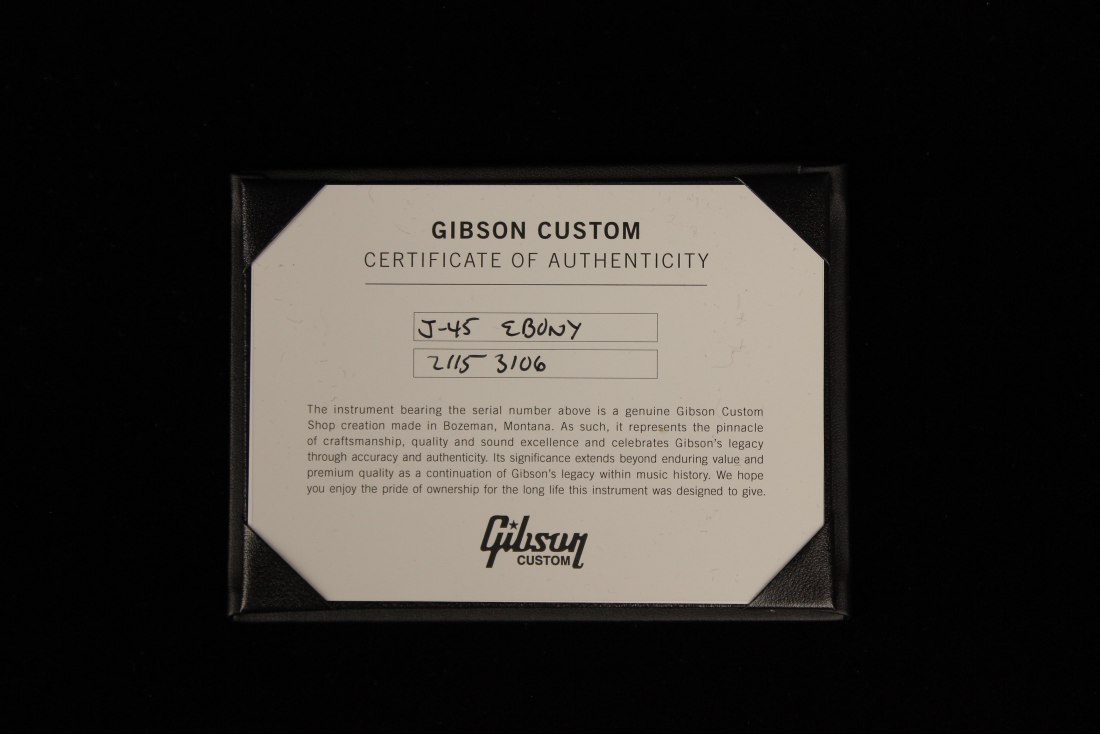 GIBSON CUSTOM
CERTIFICATE OF AUTHENTICITY
J-45 EBONY
2115 3106
The instrument bearing the serial number above is a genuine Gibson Custom
Shop creation made in Bozeman, Montana. As such, it represents the pinnacle
of craftsmanship, quality and sound excellence and celebrates Gibson's legacy
through accuracy and authenticity. Its significance extends beyond enduring value and
premium quality as a continuation of Gibson's legacy within music history. We hope
you enjoy the pride of ownership for the long life this instrument was designed to give.
Gibson
CUSTOM